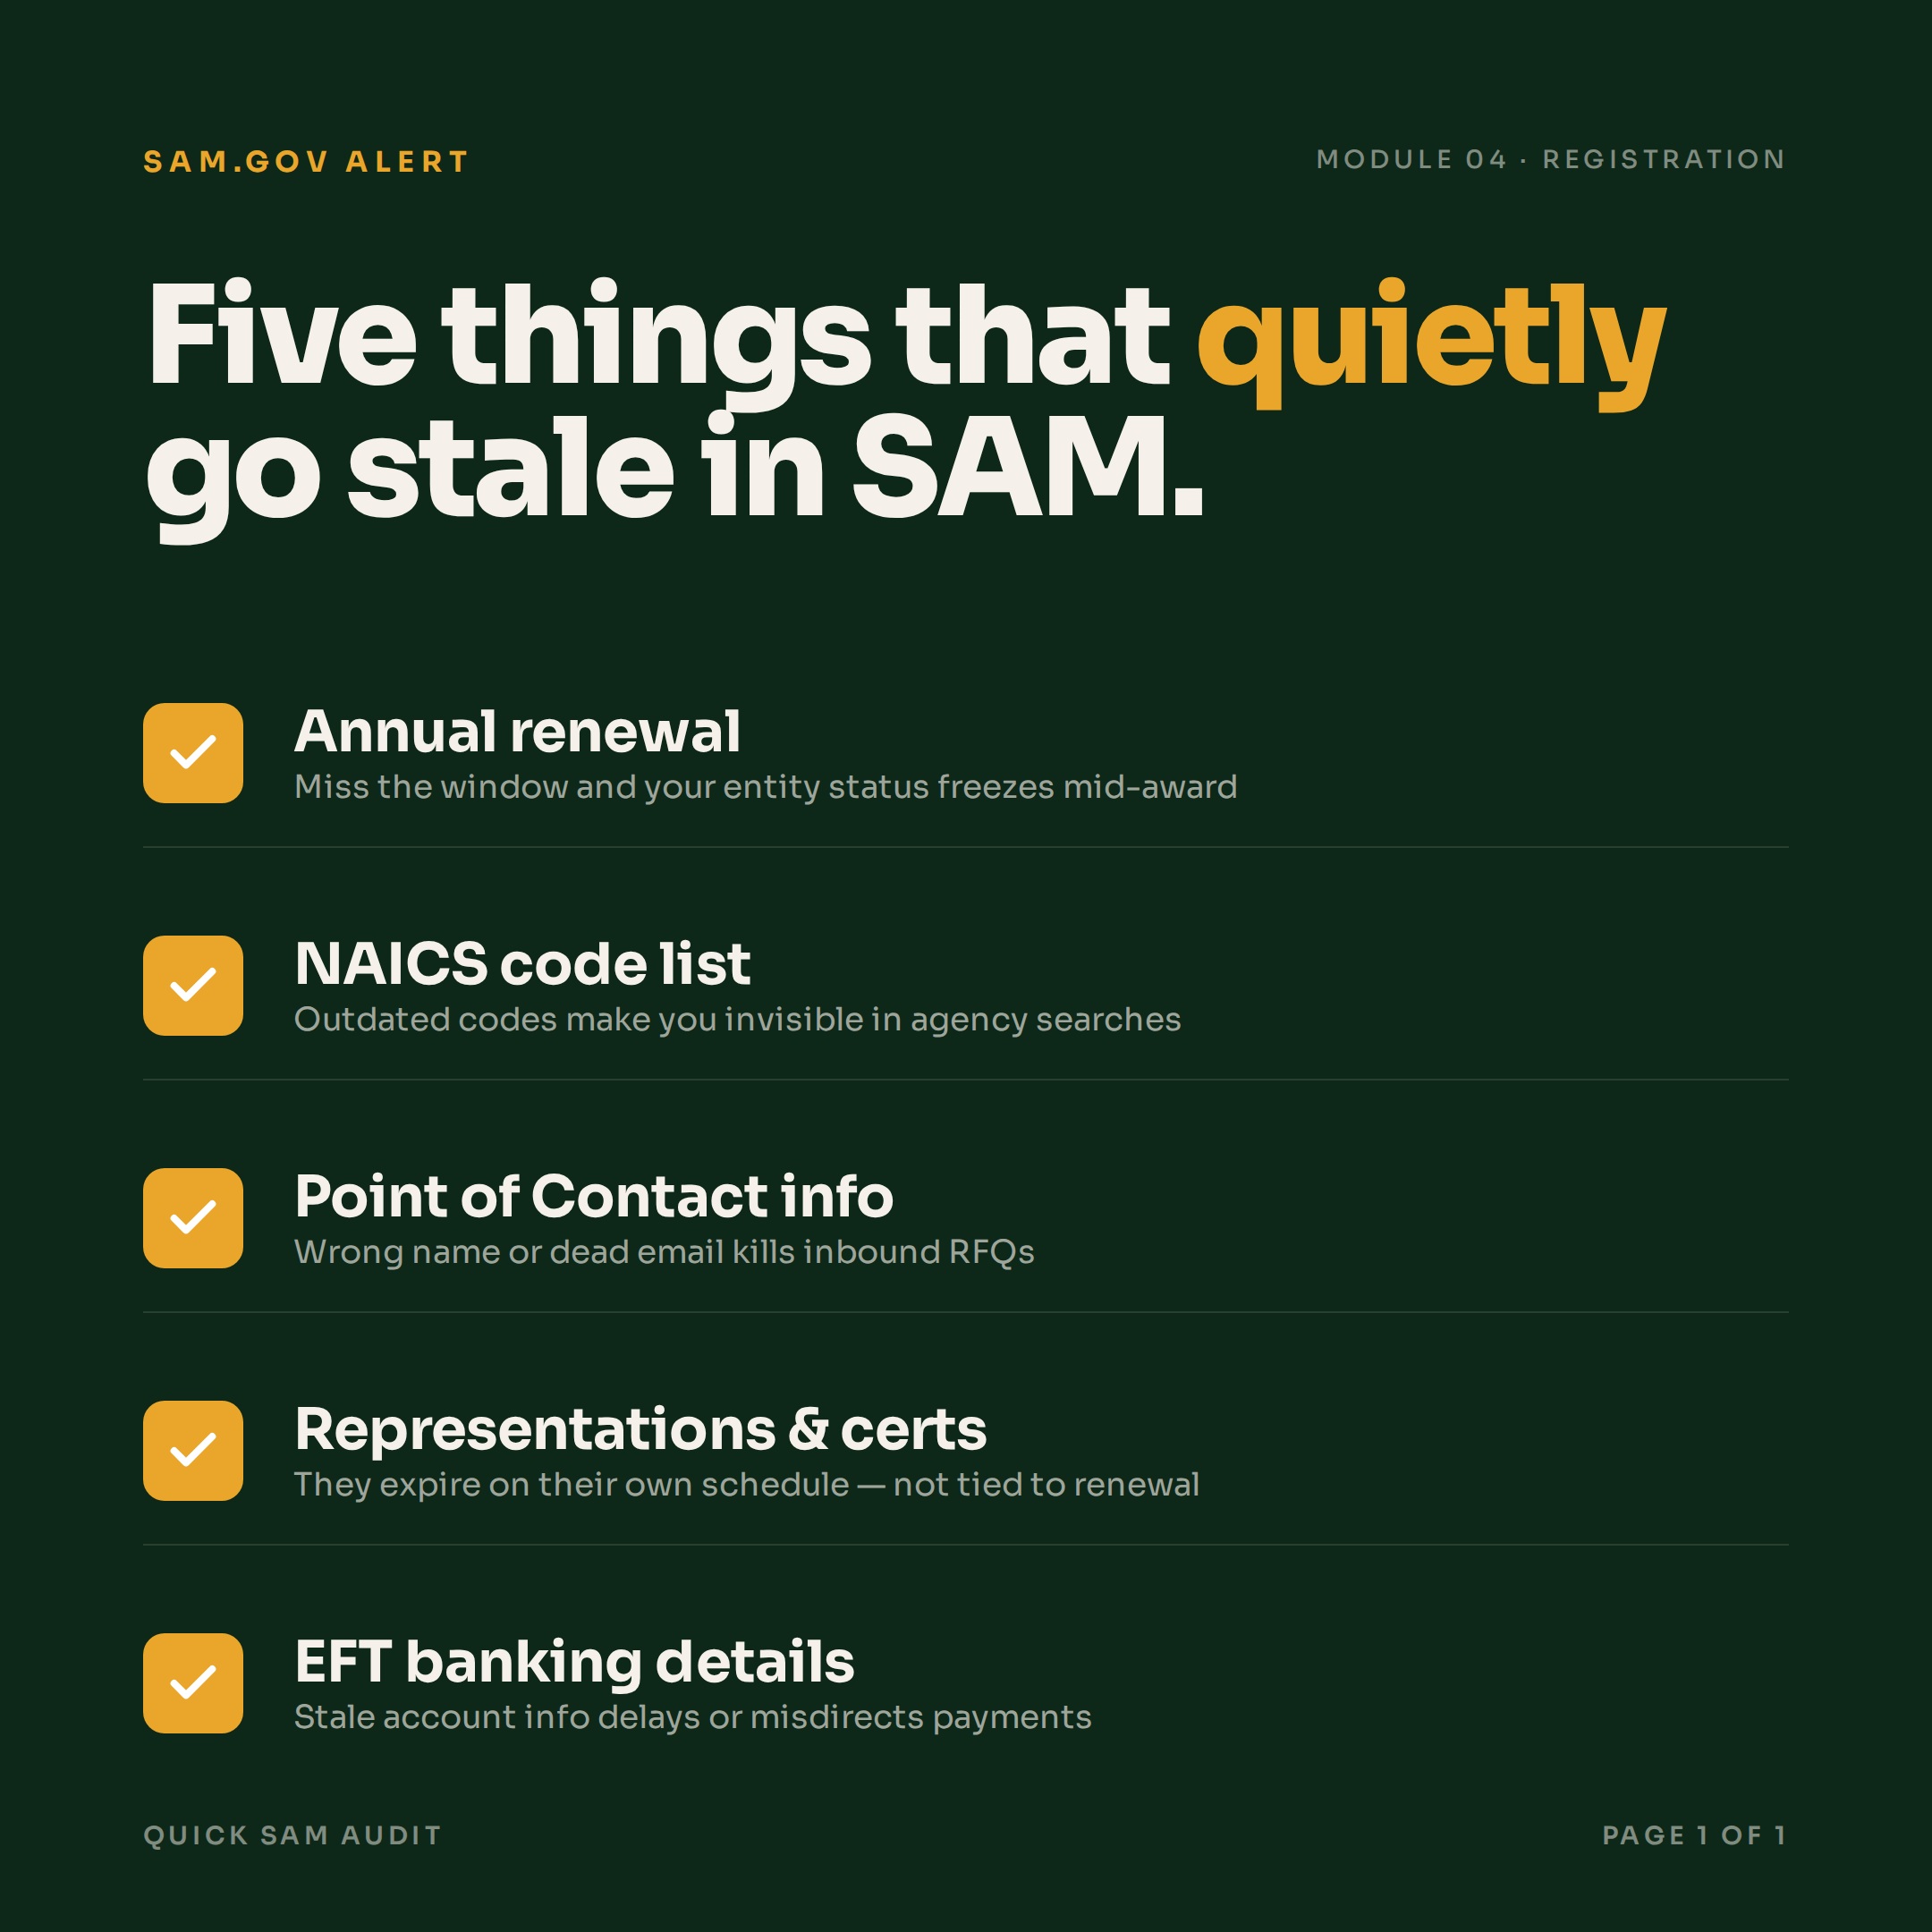 SAM.GOV ALERT
MODULE 04 · REGISTRATION
Five things that quietly
go stale in SAM.
Annual renewal
Miss the window and your entity status freezes mid-award
NAICS code list
Outdated codes make you invisible in agency searches
Point of Contact info
Wrong name or dead email kills inbound RFQs
Representations & certs
They expire on their own schedule — not tied to renewal
EFT banking details
Stale account info delays or misdirects payments
QUICK SAM AUDIT
PAGE 1 OF 1